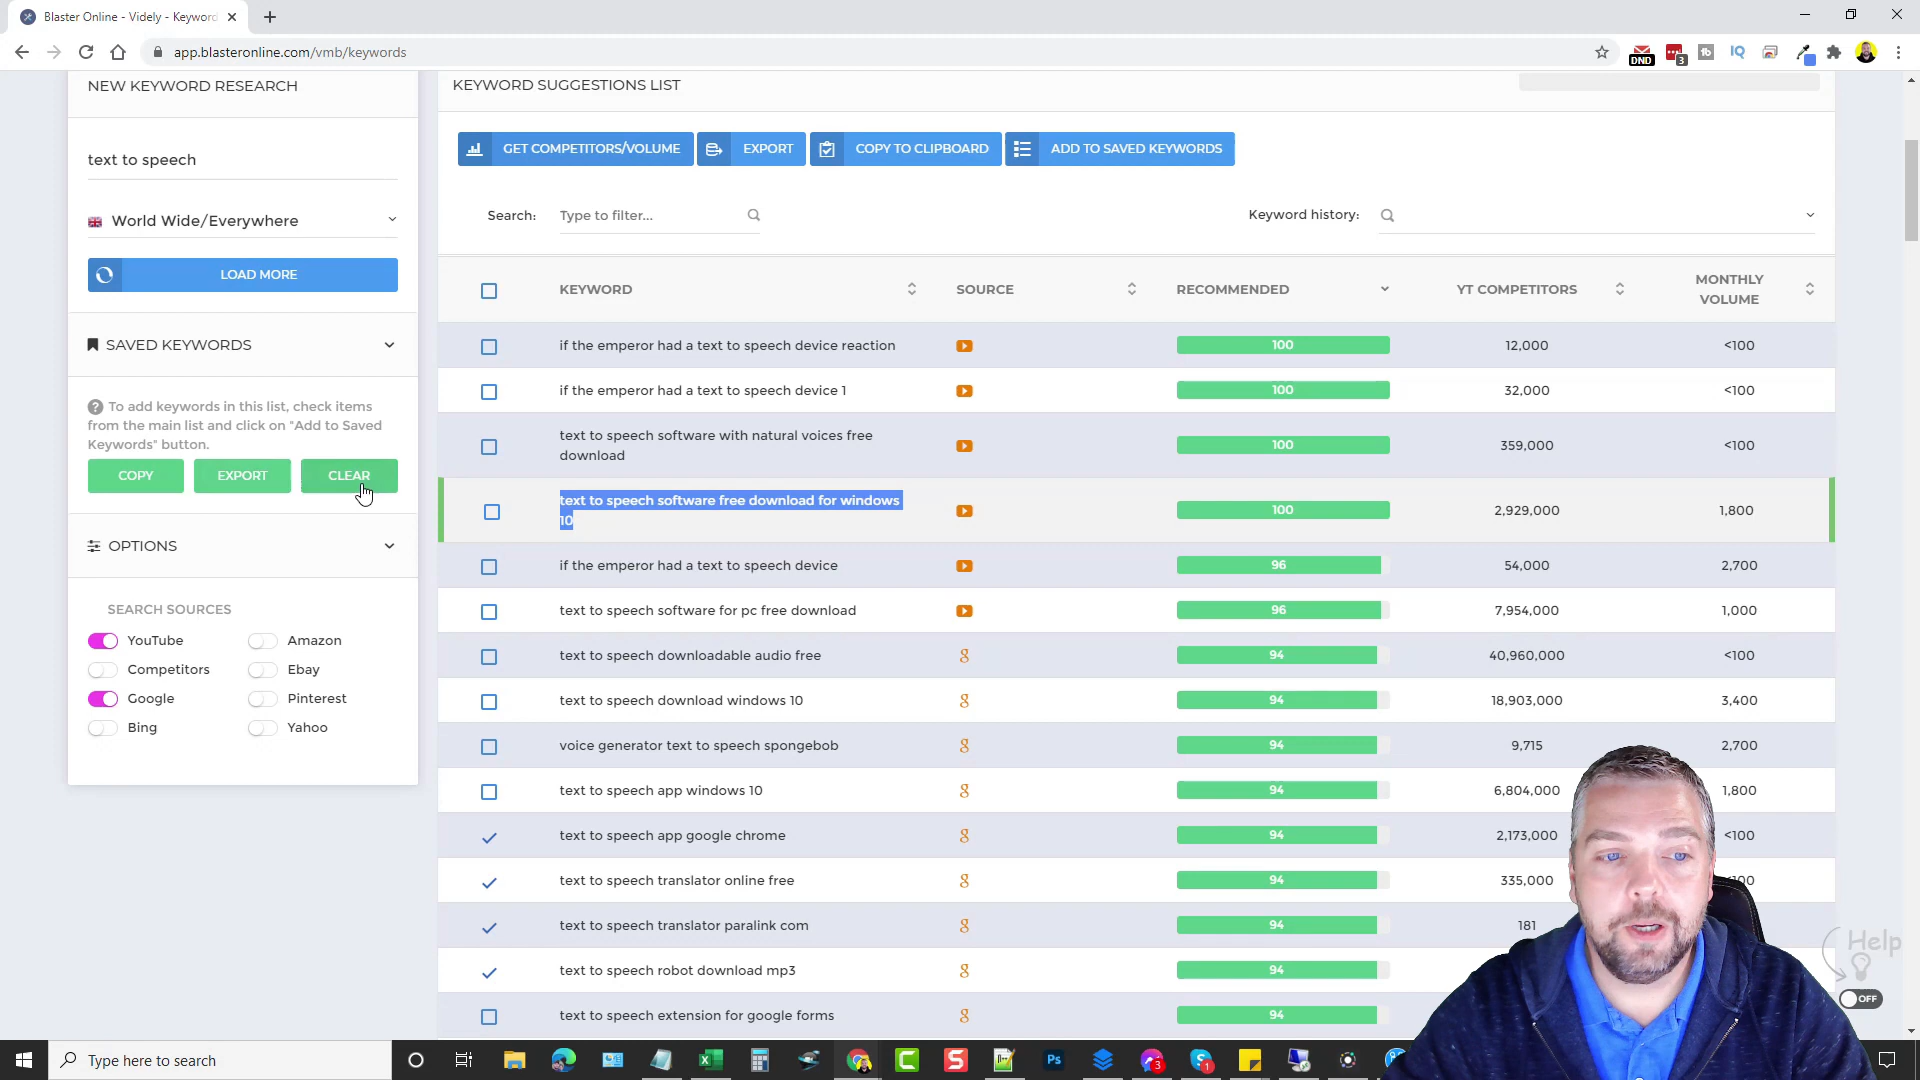 Blaster Online - Videly - Keyword
app.blasteronline.com/vmb/keywords
DND
3
NEW KEYWORD RESEARCH
text to speech
World Wide/Everywhere
LOAD MORE
SAVED KEYWORDS
To add keywords in this list, check items
from the main list and click on "Add to Saved
Keywords" button.
COPY EXPORT CLEAR
OPTIONS
SEARCH SOURCES
YouTube Amazon
Competitors Ebay
Google Pinterest
Bing Yahoo
KEYWORD SUGGESTIONS LIST
GET COMPETITORS/VOLUME EXPORT COPY TO CLIPBOARD ADD TO SAVED KEYWORDS
Search: Type to filter... Keyword history:
KEYWORD SOURCE RECOMMENDED YT COMPETITORS MONTHLY
VOLUME
if the emperor had a text to speech device reaction 100 12,000 <100
if the emperor had a text to speech device 1 100 32,000 <100
text to speech software with natural voices free
download 100 359,000 <100
text to speech software free download for windows
10 100 2,929,000 1,800
if the emperor had a text to speech device 96 54,000 2,700
text to speech software for pc free download 96 7,954,000 1,000
text to speech downloadable audio free 94 40,960,000 <100
text to speech download windows 10 94 18,903,000 3,400
voice generator text to speech spongebob 94 9,715 2,700
text to speech app windows 10 94 6,804,000 1,800
text to speech app google chrome 94 2,173,000 <100
text to speech translator online free 94 335,000
text to speech translator paralink com 94 181
text to speech robot download mp3 94
text to speech extension for google forms 94
Help
OFF
Type here to search
Ps
3
1